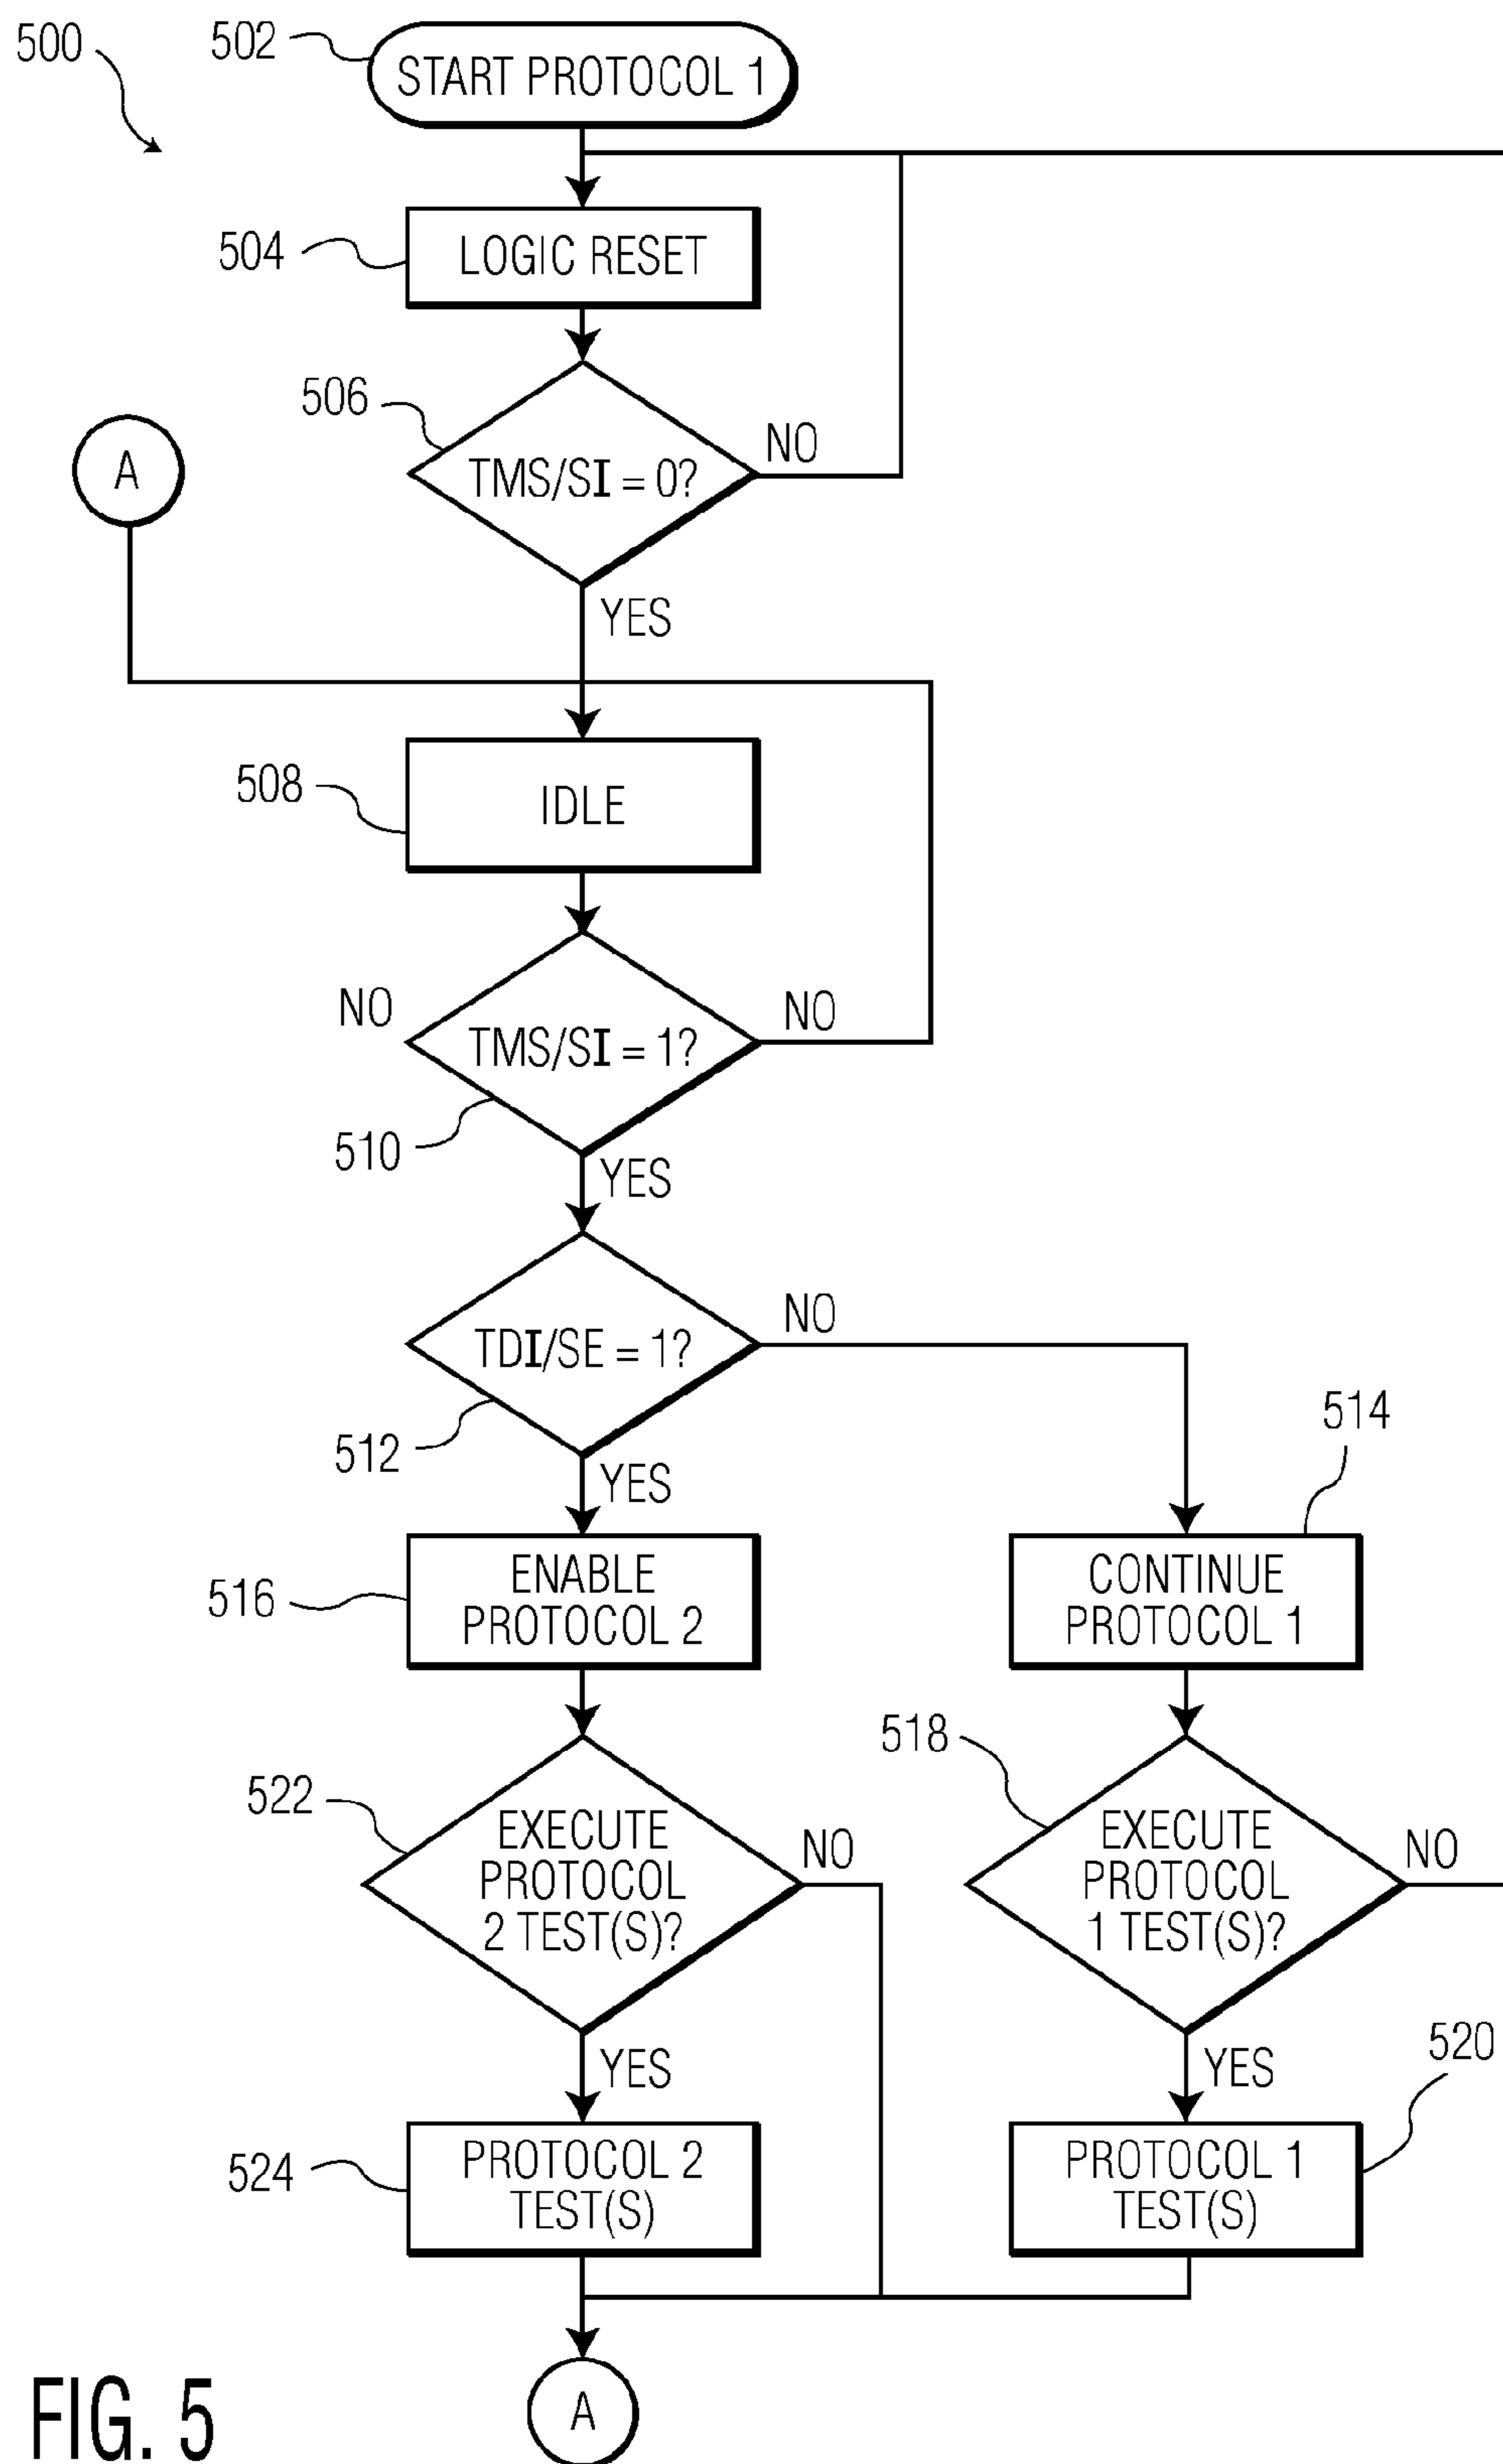 500
502
START PROTOCOL 1
504
LOGIC RESET
506
TMS/SI = 0?
NO
A
YES
508
IDLE
NO
TMS/SI = 1?
NO
510
YES
TDI/SE = 1?
NO
512
YES
514
516
ENABLE
PROTOCOL 2
CONTINUE
PROTOCOL 1
518
522
EXECUTE
PROTOCOL
2 TEST(S)?
NO
EXECUTE
PROTOCOL
1 TEST(S)?
NO
YES
YES
520
524
PROTOCOL 2
TEST(S)
PROTOCOL 1
TEST(S)
A
FIG. 5